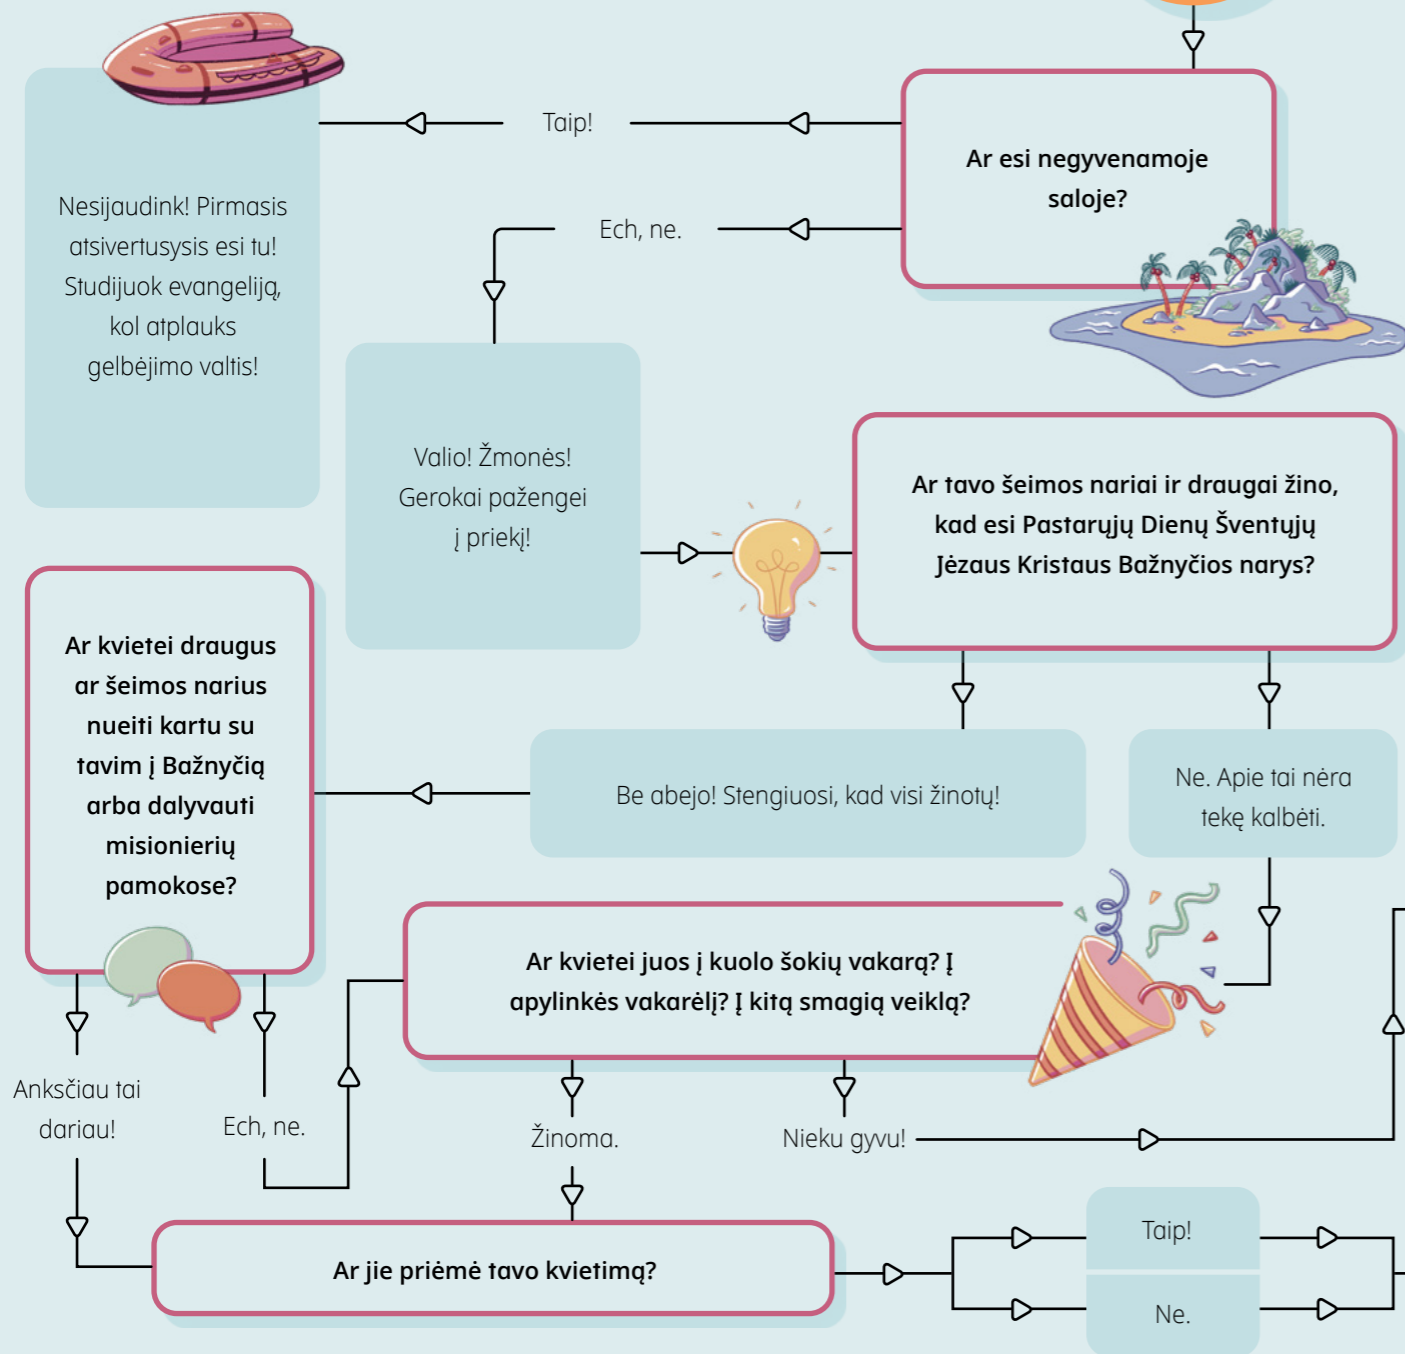 Ar esi negyvenamoje
saloje?
Taip!
Ech, ne.
Nesijaudink! Pirmasis
atsivertusysis esi tu!
Studijuok evangeliją,
kol atplauks
gelbėjimo valtis!
Valio! Žmonės!
Gerokai pažengei
į priekį!
Ar tavo šeimos nariai ir draugai žino,
kad esi Pastarųjų Dienų Šventųjų
Jėzaus Kristaus Bažnyčios narys?
Be abejo! Stengiuosi, kad visi žinotų!
Ne. Apie tai nėra
tekę kalbėti.
Ar kvietei draugus
ar šeimos narius
nueiti kartu su
tavim į Bažnyčią
arba dalyvauti
misionierių
pamokose?
Anksčiau tai
dariau!
Ech, ne.
Ar kvietei juos į kuolo šokių vakarą? Į
apylinkės vakarėlį? Į kitą smagią veiklą?
Žinoma.
Nieku gyvu!
Ar jie priėmė tavo kvietimą?
Taip!
Ne.